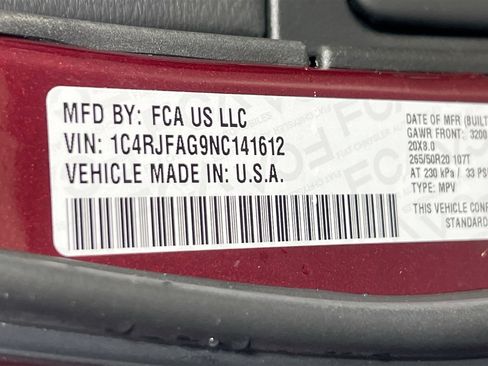 MFD BY: FCA US LLC
VIN: 1C4RJFAG9NC141612
VEHICLE MADE IN: U.S.A.
DATE OF MFR (BUILT
GAWR FRONT: 3200
20X8.0
265/50R20 107T
AT 230 kPa / 33 PS
TYPE: MPV
THIS VEHICLE CONF
STANDARD